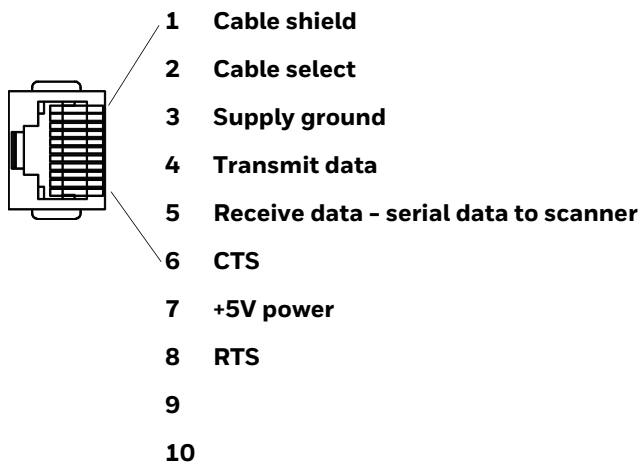 1 Cable shield
2 Cable select
3 Supply ground
4 Transmit data
5 Receive data - serial data to scanner
6 CTS
7 +5V power
8 RTS
9
10